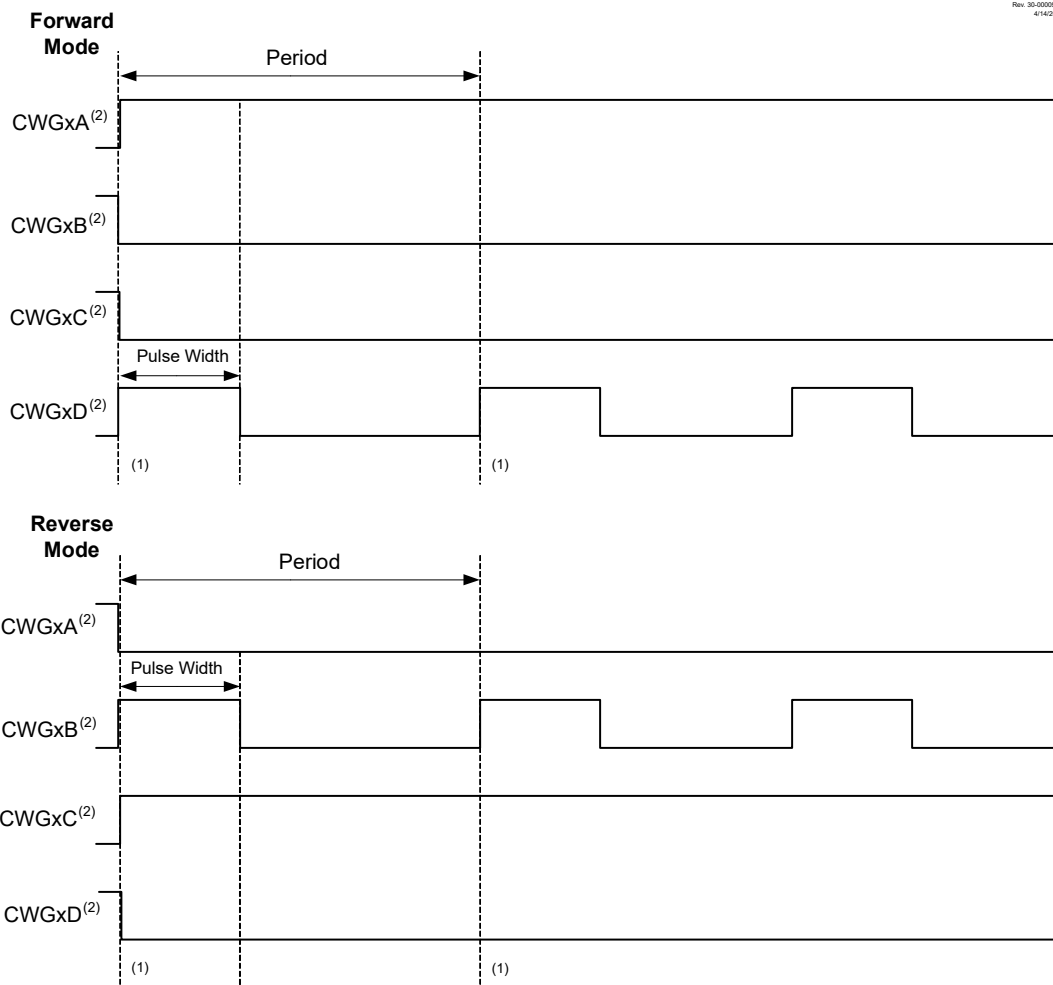 Rev. 30-00009
4/14/2
Forward
Mode
Period
CWGxA(2)
CWGxB(2)
CWGxC(2)
Pulse Width
CWGxD(2)
(1) (1)
Reverse
Mode
Period
CWGxA(2)
Pulse Width
CWGxB(2)
CWGxC(2)
CWGxD(2)
(1) (1)